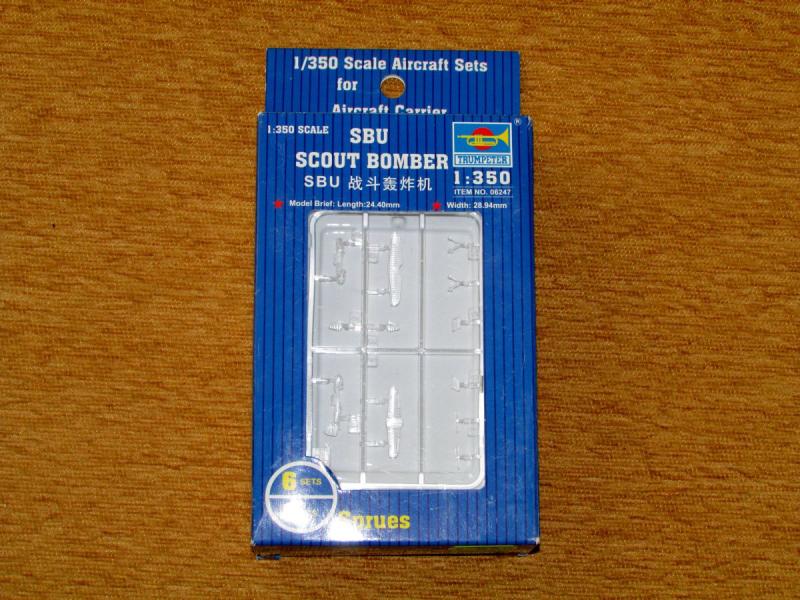 1/350 Scale Aircraft Sets
for
Aircraft Carrier
1:350 SCALE
SBU
SCOUT BOMBER
SBU 战斗轰炸机
®
TRUMPETER
1:350
ITEM NO. 06247
★ Model Brief: Length:24.40mm ★ Width: 28.94mm
6 SETS
Sprues